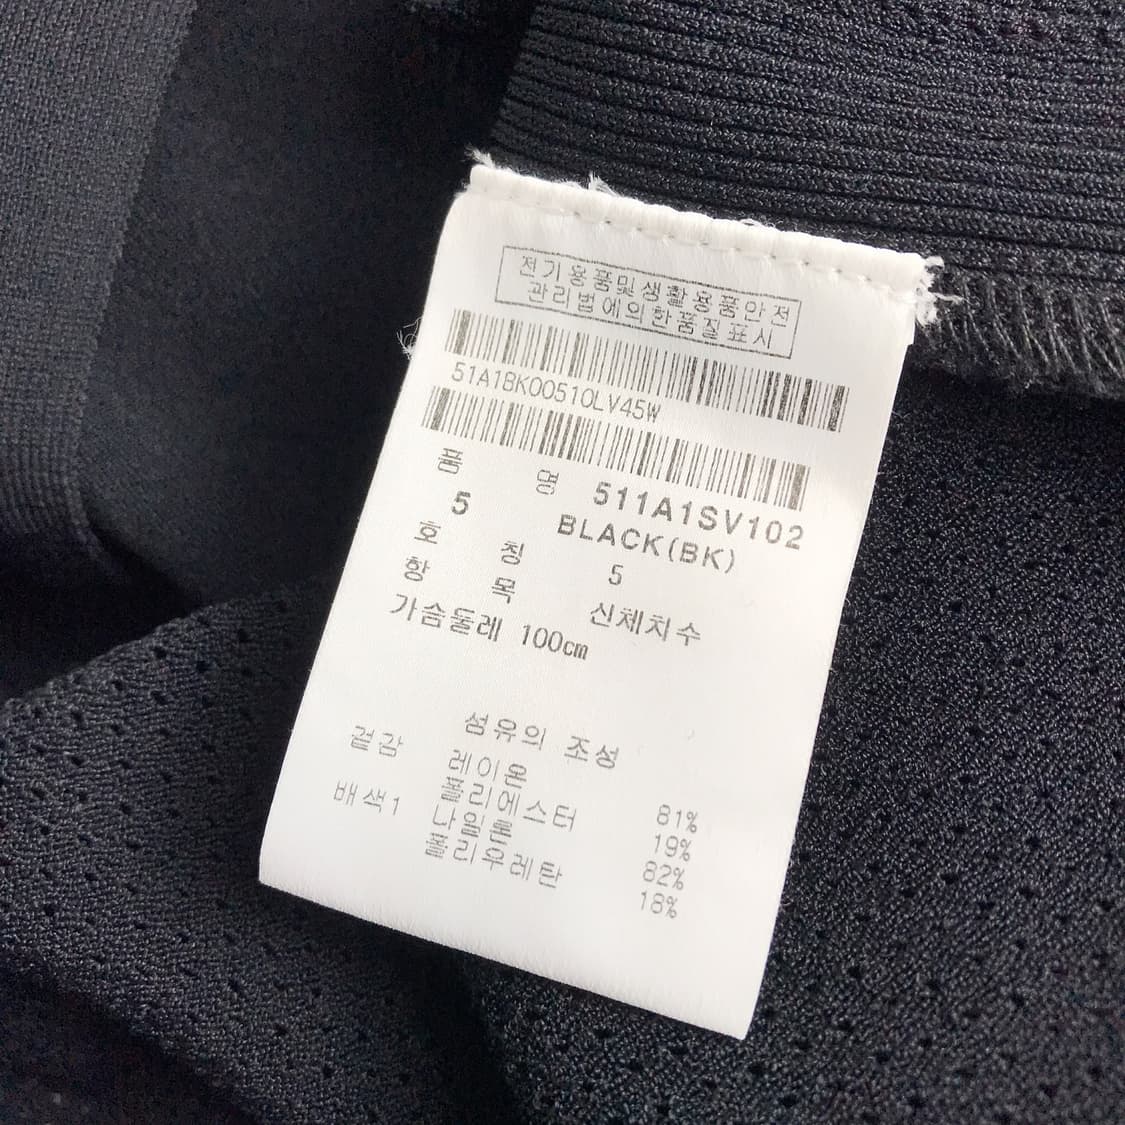 전기용품및생활용품안전
관리법에의한품질표시
51A1BK00510LV45W
품 명 511A1SV102
5 BLACK(BK)
호 칭 5
항 목 신체치수
가슴둘레 100cm
섬유의 조성
겉감 레이온 81%
폴리에스터 19%
배색1 나일론 82%
폴리우레탄 18%